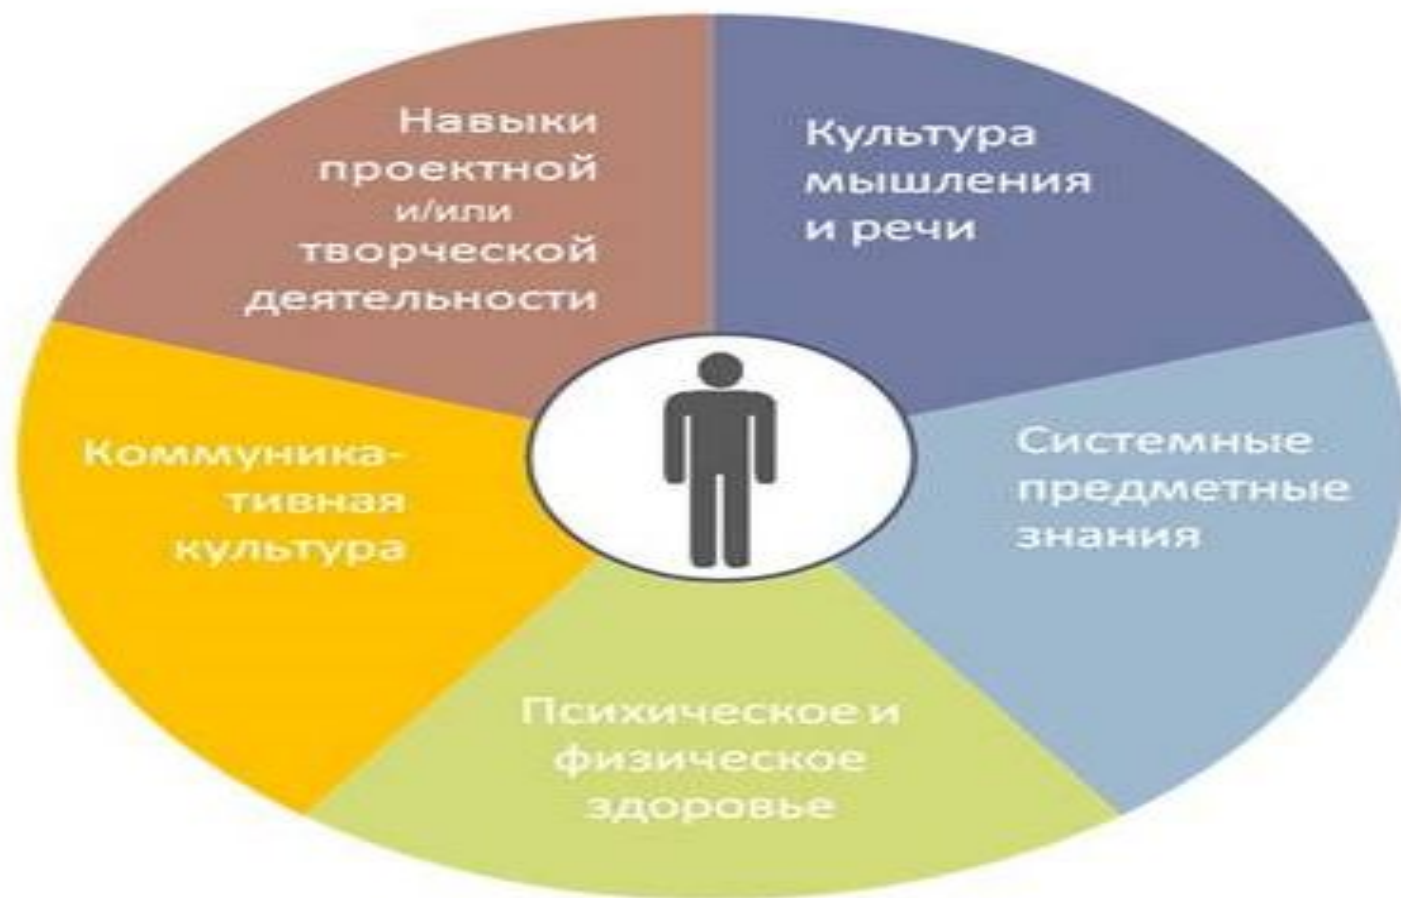 Навыки
проектной
и/или
творческой
деятельности
Культура
мышления
и речи
Коммуника-
тивная
культура
Системные
предметные
знания
Психическое и
физическое
здоровье